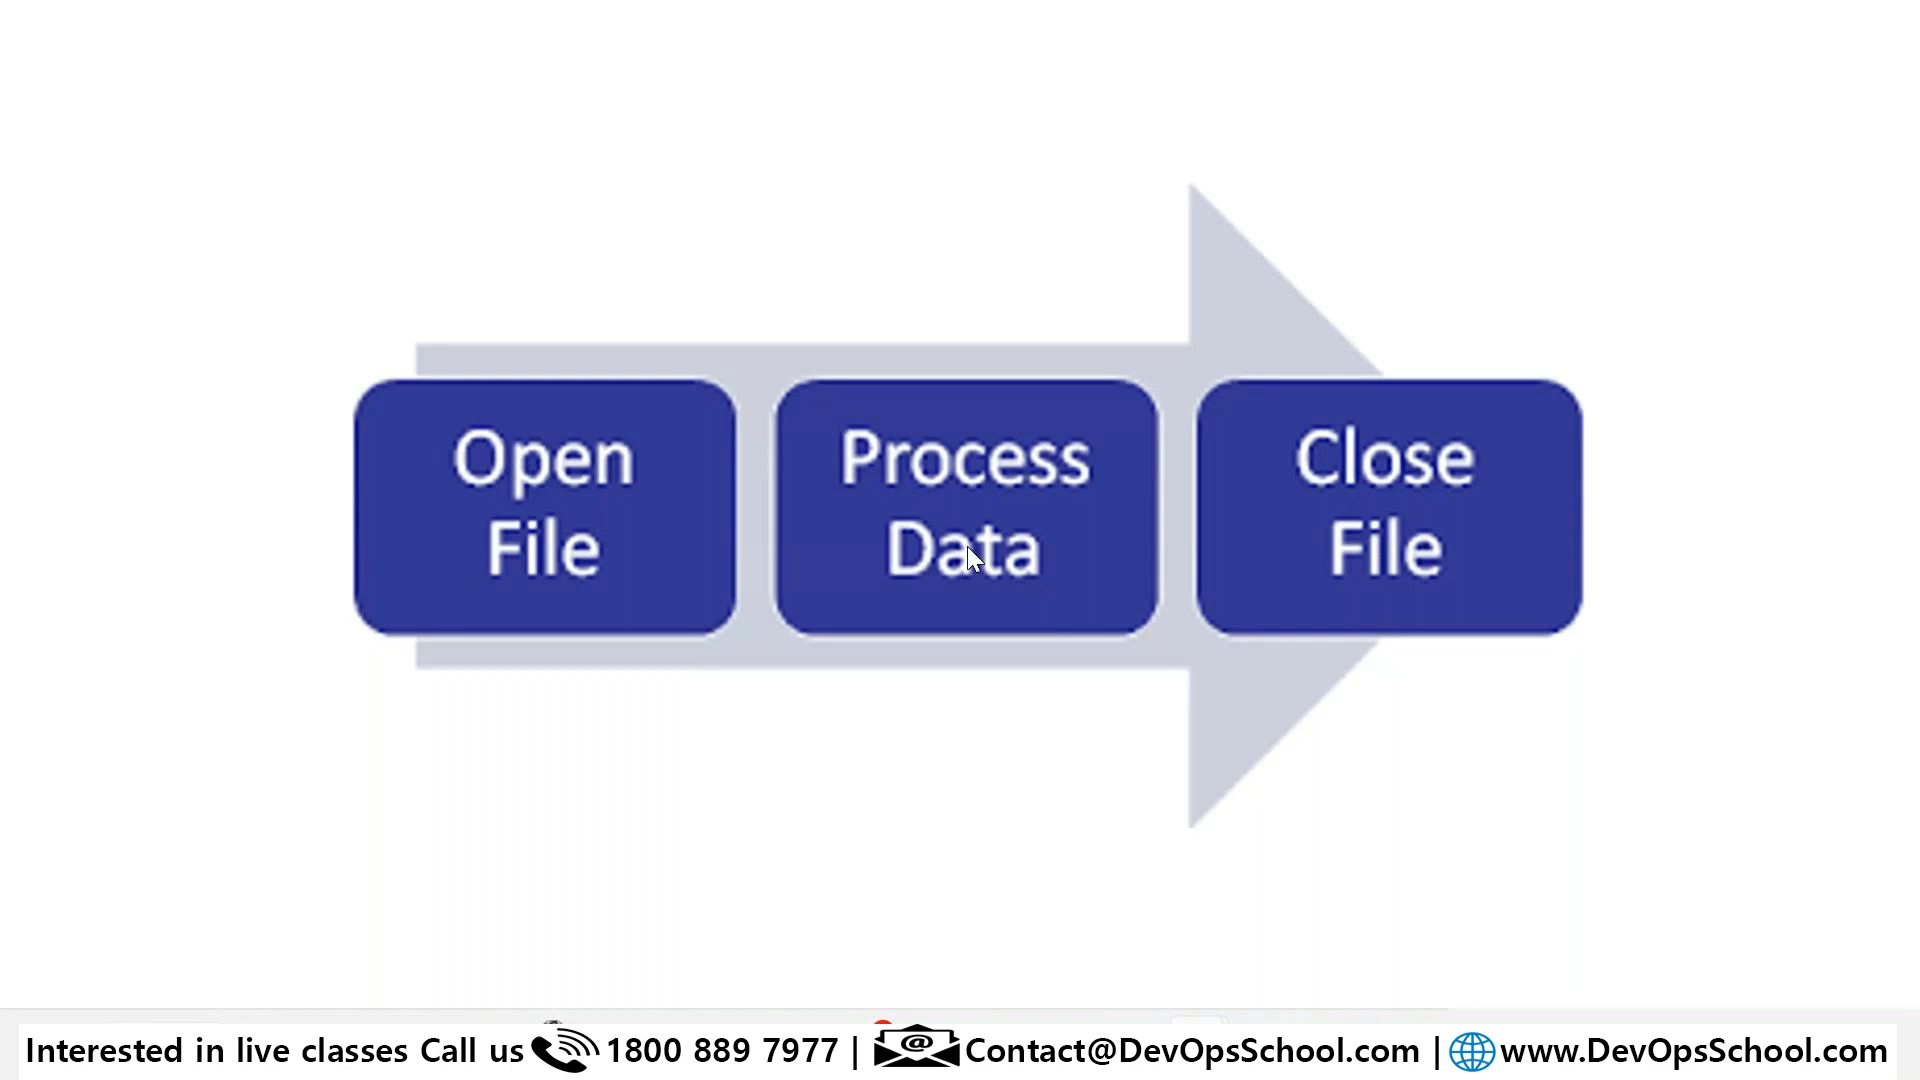 Open
File
Process
Data
Close
File
Interested in live classes Call us 1800 889 7977 | Contact@DevOpsSchool.com | www.DevOpsSchool.com